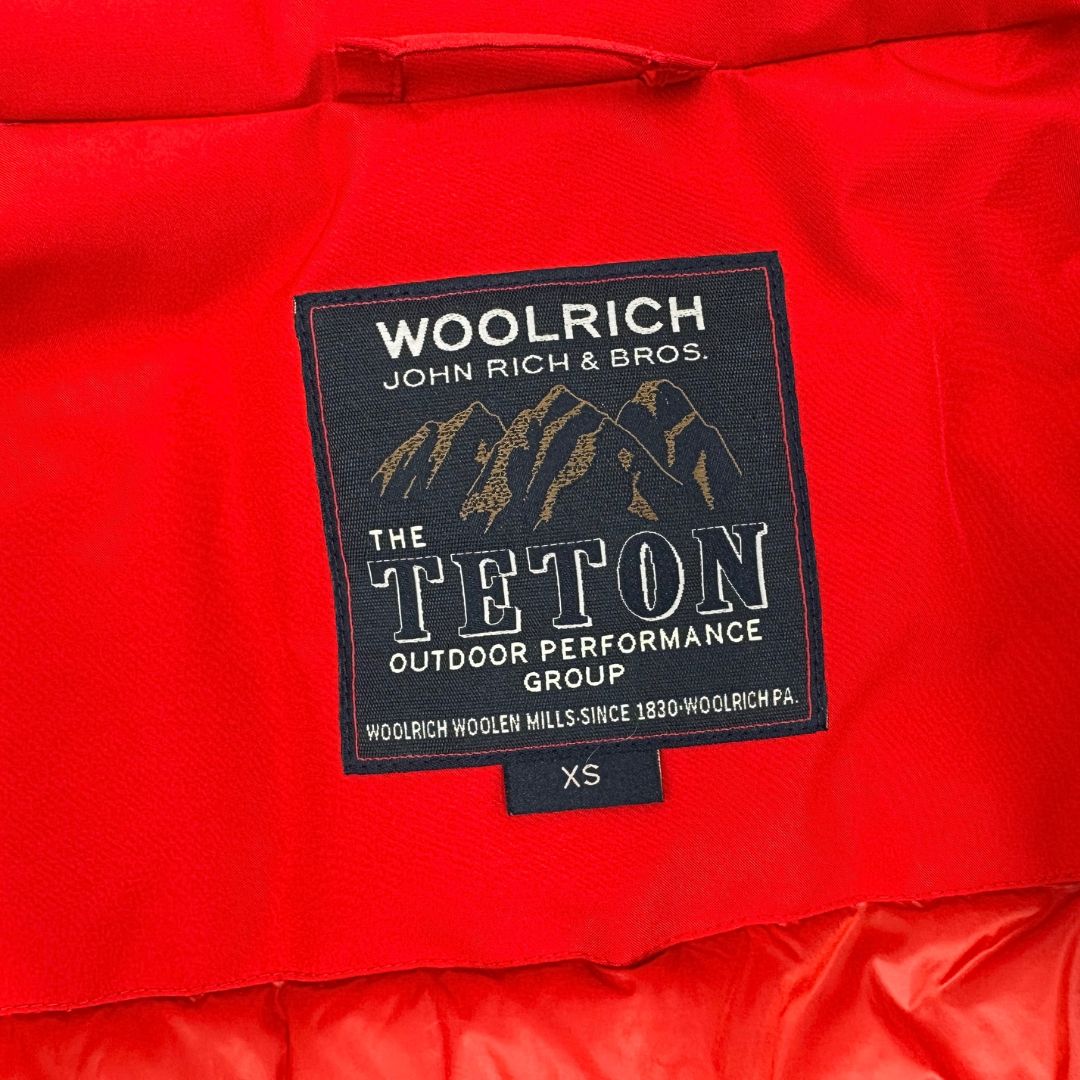 WOOLRICH
JOHN RICH & BROS.
THE
TETON
OUTDOOR PERFORMANCE
GROUP
WOOLRICH WOOLEN MILLS·SINCE 1830·WOOLRICH PA.
XS